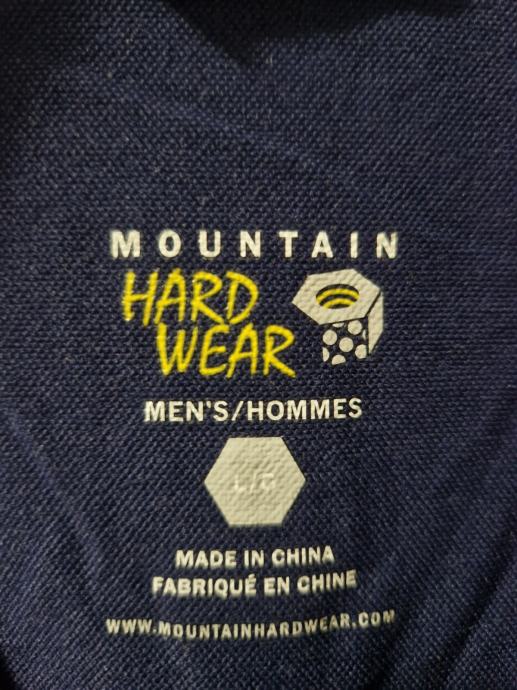 MOUNTAIN
HARD
WEAR
MEN'S/HOMMES
L/G
MADE IN CHINA
FABRIQUÉ EN CHINE
WWW.MOUNTAINHARDWEAR.COM